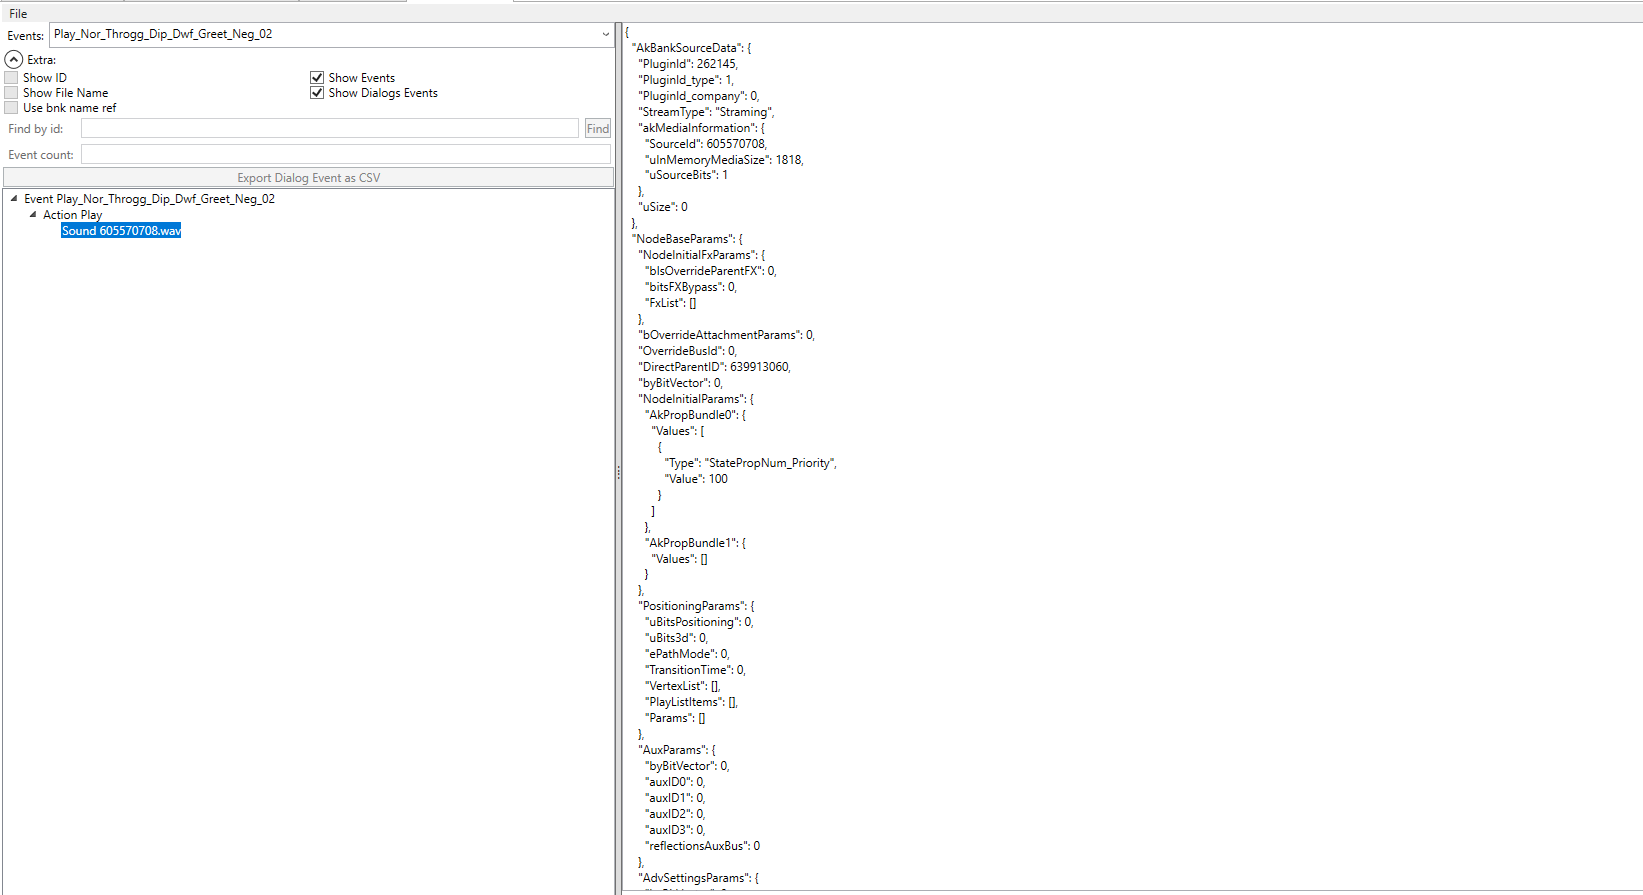 File
Events: Play_Nor_Throgg_Dip_Dwf_Greet_Neg_02
Extra:
Show ID
Show Events
Show File Name
Show Dialogs Events
Use bnk name ref
Find by id:
Find
Event count:
Export Dialog Event as CSV
Event Play_Nor_Throgg_Dip_Dwf_Greet_Neg_02
Action Play
Sound 605570708.wav
{
"AkBankSourceData": {
"PluginId": 262145,
"PluginId_type": 1,
"PluginId_company": 0,
"StreamType": "Straming",
"akMediaInformation": {
"SourceId": 605570708,
"uInMemoryMediaSize": 1818,
"uSourceBits": 1
},
"uSize": 0
},
"NodeBaseParams": {
"NodeInitialFxParams": {
"bIsOverrideParentFX": 0,
"bitsFXBypass": 0,
"FxList": []
},
"bOverrideAttachmentParams": 0,
"OverrideBusId": 0,
"DirectParentID": 639913060,
"byBitVector": 0,
"NodeInitialParams": {
"AkPropBundle0": {
"Values": [
{
"Type": "StatePropNum_Priority",
"Value": 100
}
]
},
"AkPropBundle1": {
"Values": []
}
},
"PositioningParams": {
"uBitsPositioning": 0,
"uBits3d": 0,
"ePathMode": 0,
"TransitionTime": 0,
"VertexList": [],
"PlayListItems": [],
"Params": []
},
"AuxParams": {
"byBitVector": 0,
"auxID0": 0,
"auxID1": 0,
"auxID2": 0,
"auxID3": 0,
"reflectionsAuxBus": 0
},
"AdvSettingsParams": {